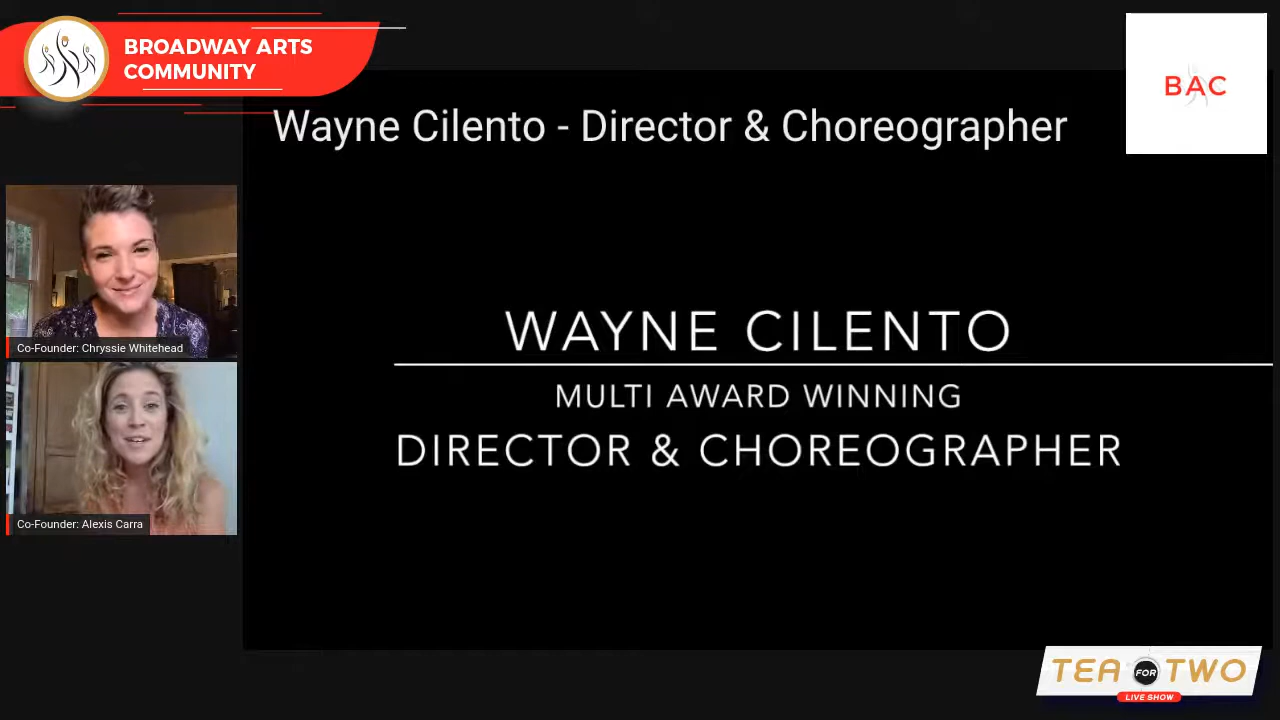 BROADWAY ARTS
COMMUNITY
BAC
Wayne Cilento - Director & Choreographer
Co-Founder: Chryssie Whitehead
Co-Founder: Alexis Carra
WAYNE CILENTO
MULTI AWARD WINNING
DIRECTOR & CHOREOGRAPHER
TEA FOR TWO
LIVE SHOW